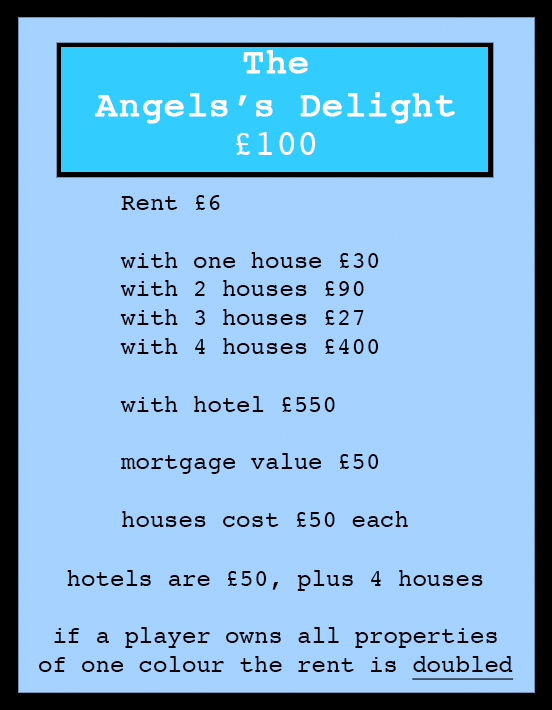 The
Angels’s Delight
£100
Rent £6
with one house £30
with 2 houses £90
with 3 houses £27
with 4 houses £400
with hotel £550
mortgage value £50
houses cost £50 each
hotels are £50, plus 4 houses
if a player owns all properties
of one colour the rent is doubled